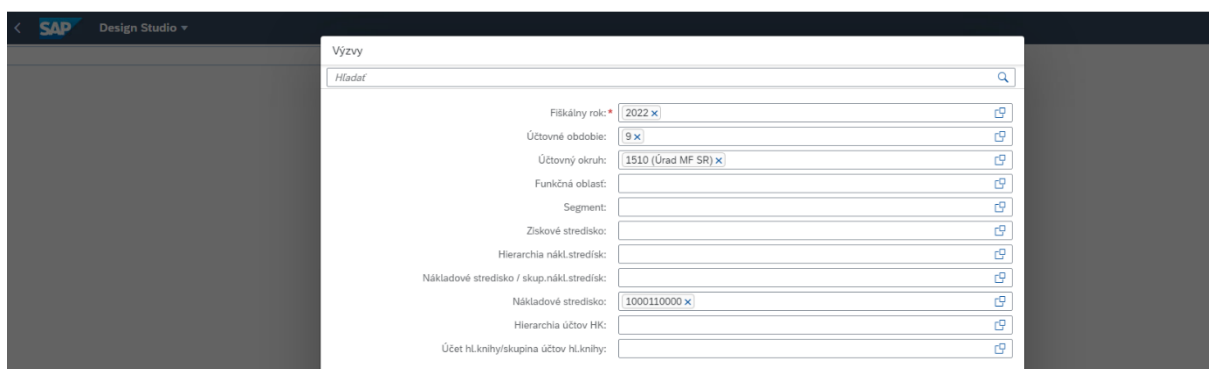 SAP Design Studio
Výzvy
Hľadať
Fiškálny rok:* 2022
Účtovné obdobie: 9
Účtovný okruh: 1510 (Úrad MF SR)
Funkčná oblasť:
Segment:
Ziskové stredisko:
Hierarchia nákl.stredísk:
Nákladové stredisko / skup.nákl.stredísk:
Nákladové stredisko: 1000110000
Hierarchia účtov HK:
Účet hl.knihy/skupina účtov hl.knihy: